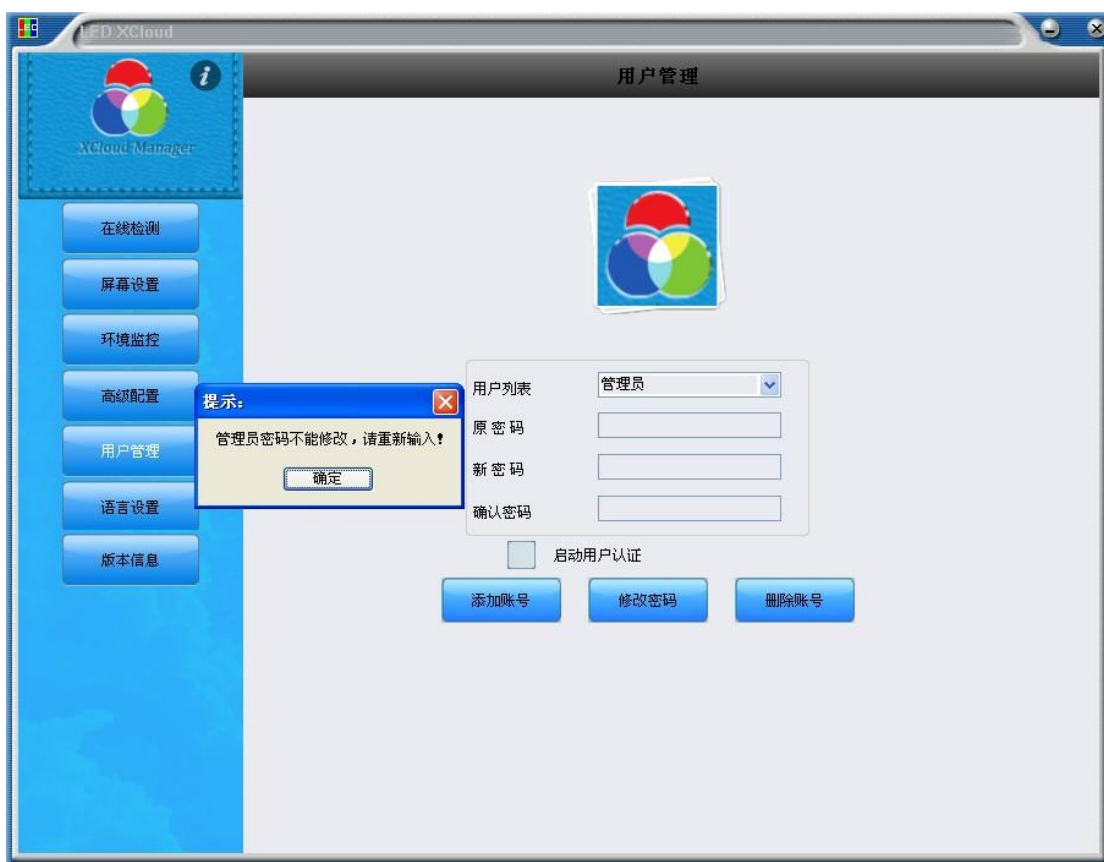 LED XCloud
i
XCloud Manager
用户管理
在线检测
屏幕设置
环境监控
高级配置
用户管理
语言设置
版本信息
提示:
管理员密码不能修改，请重新输入！
确定
用户列表 管理员
原 密 码
新 密 码
确认密码
启动用户认证
添加账号 修改密码 删除账号